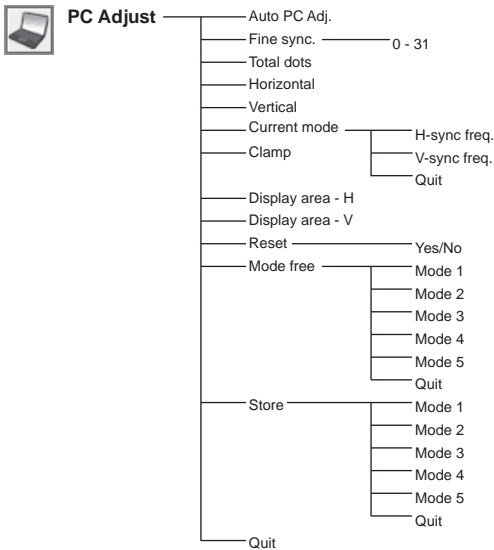 PC Adjust
Auto PC Adj.
Fine sync.
0 - 31
Total dots
Horizontal
Vertical
Current mode
H-sync freq.
V-sync freq.
Quit
Clamp
Display area - H
Display area - V
Reset
Yes/No
Mode free
Mode 1
Mode 2
Mode 3
Mode 4
Mode 5
Quit
Store
Mode 1
Mode 2
Mode 3
Mode 4
Mode 5
Quit
Quit